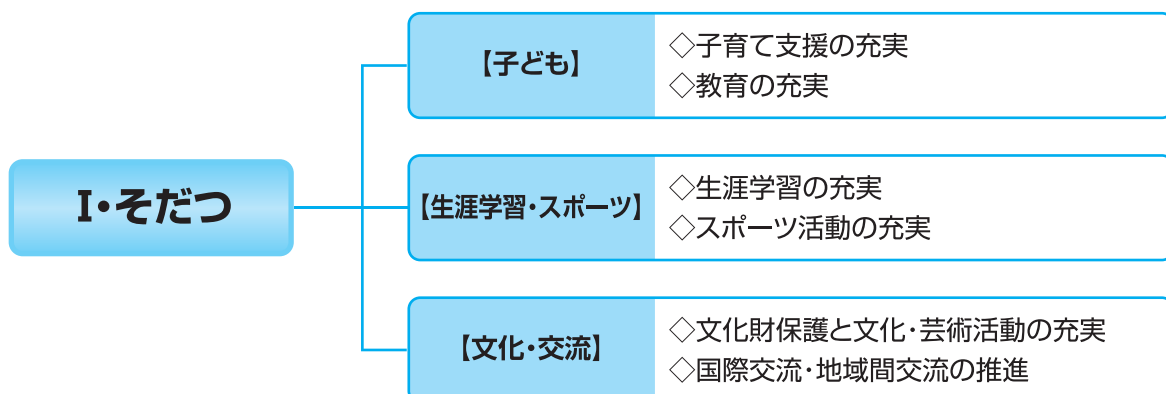 I・そだつ
【子ども】
◇子育て支援の充実
◇教育の充実
【生涯学習・スポーツ】
◇生涯学習の充実
◇スポーツ活動の充実
【文化・交流】
◇文化財保護と文化・芸術活動の充実
◇国際交流・地域間交流の推進